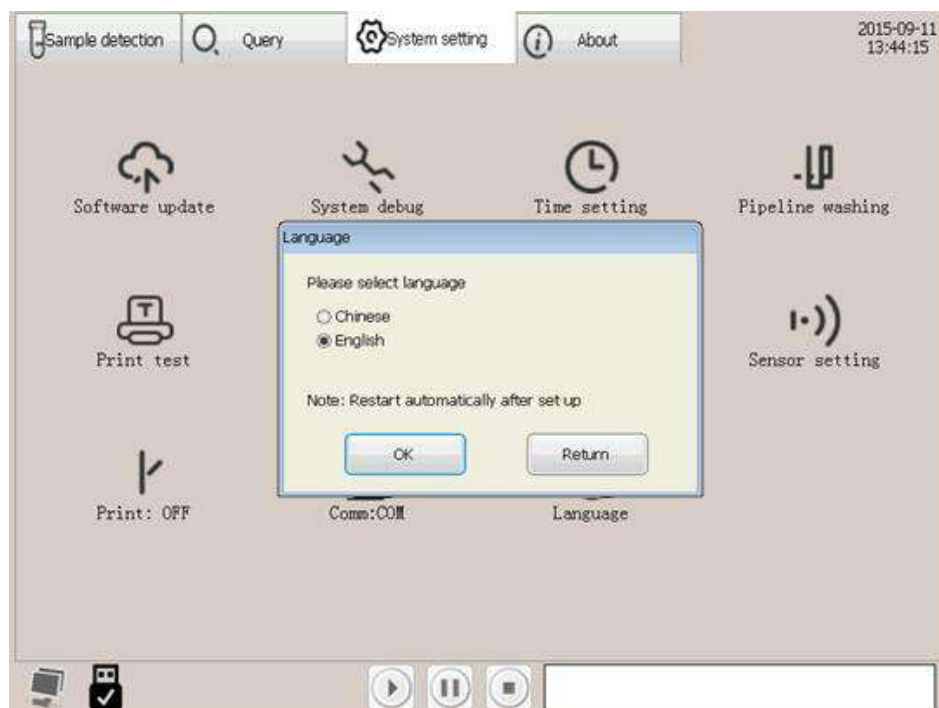 Sample detection
Query
System setting
About
2015-09-11
13:44:15
Software update
System debug
Time setting
Pipeline washing
Language
Please select language
Chinese
English
Note: Restart automatically after set up
OK
Return
Print test
Sensor setting
Print: OFF
Comm:COM
Language